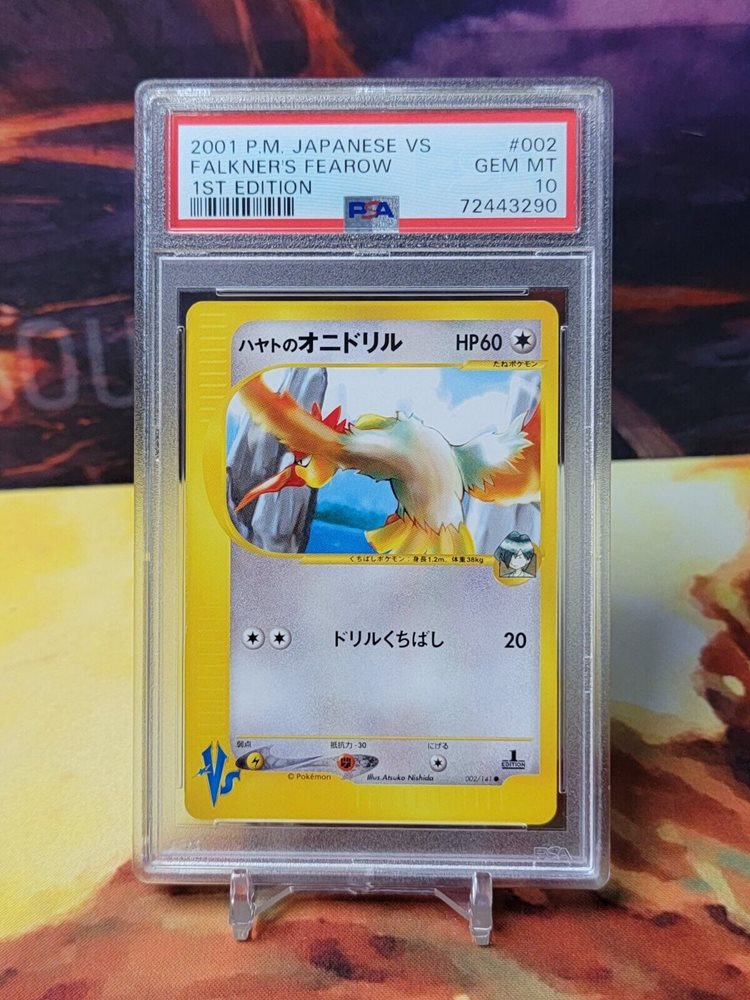 2001 P.M. JAPANESE VS #002
FALKNER'S FEAROW GEM MT
1ST EDITION 10
PSA 72443290
ハヤトのオニドリル HP60
たねポケモン
くちばしポケモン:身長1.2m、体重38kg
ドリルくちばし 20
弱点 抵抗力 -30 にげる
1
EDITION
© Pokémon Illus. Atsuko Nishida 002/141
VS
PSA